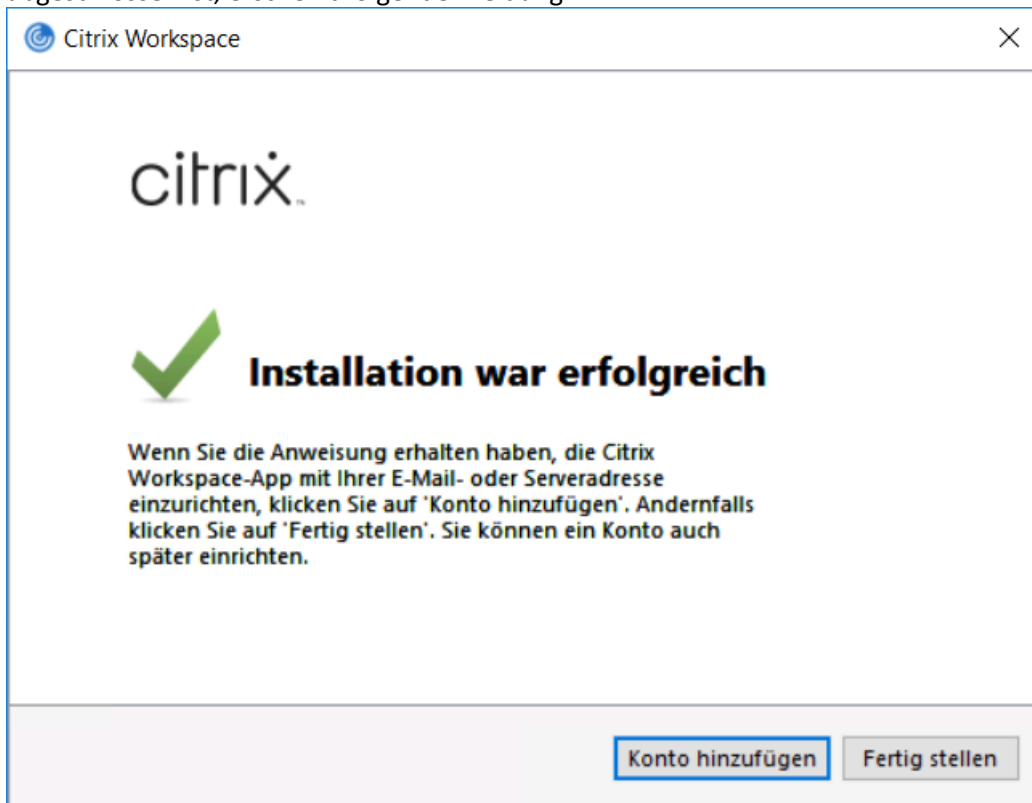 Citrix Workspace
citrix
Installation war erfolgreich
Wenn Sie die Anweisung erhalten haben, die Citrix
Workspace-App mit Ihrer E-Mail- oder Serveradresse
einzurichten, klicken Sie auf 'Konto hinzufügen'. Andernfalls
klicken Sie auf 'Fertig stellen'. Sie können ein Konto auch
später einrichten.
Konto hinzufügen
Fertig stellen